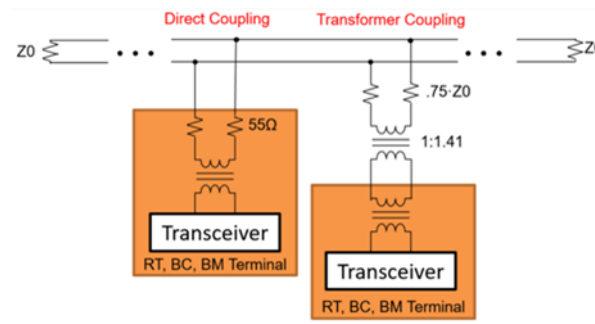 Direct Coupling
Transformer Coupling
Z0
Z0
.75·Z0
55Ω
1:1.41
Transceiver
RT, BC, BM Terminal
Transceiver
RT, BC, BM Terminal